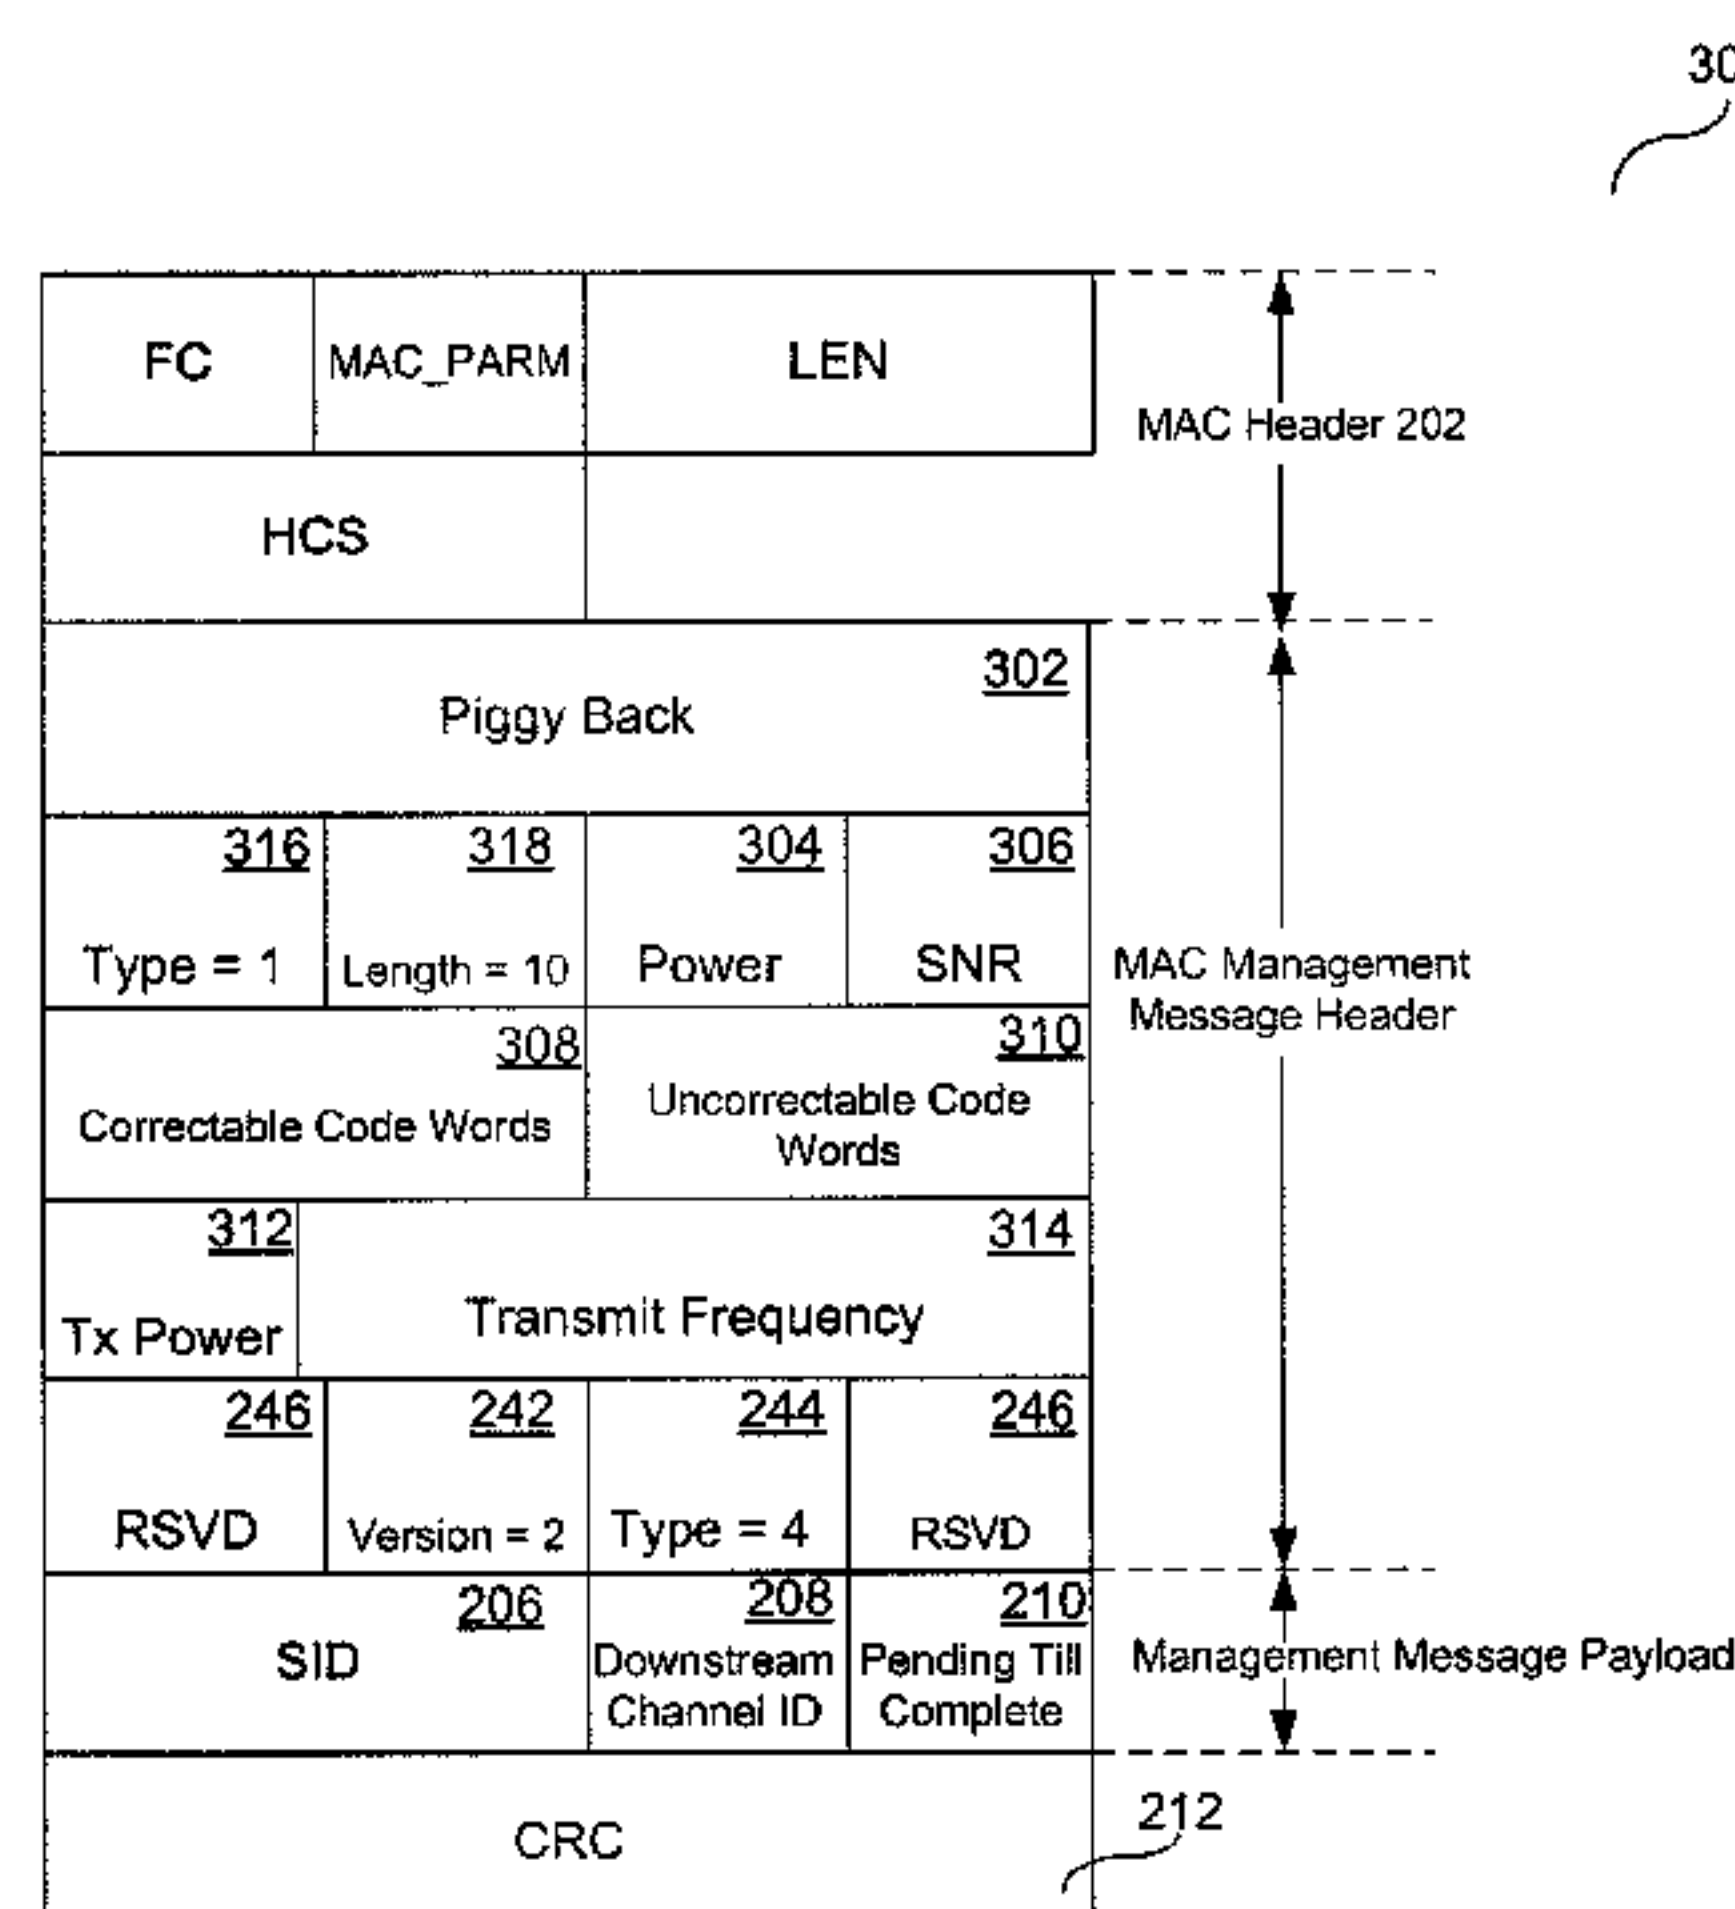 30
FC MAC_PARM LEN
MAC Header 202
HCS
302
Piggy Back
316 318 304 306
Type = 1 Length = 10 Power SNR
MAC Management
Message Header
308 310
Correctable Code Words
Uncorrectable Code
Words
312 314
Tx Power Transmit Frequency
246 242 244 246
RSVD Version = 2 Type = 4 RSVD
206 208 210
SID
Downstream
Channel ID
Pending Till
Complete
Management Message Payload
212
CRC